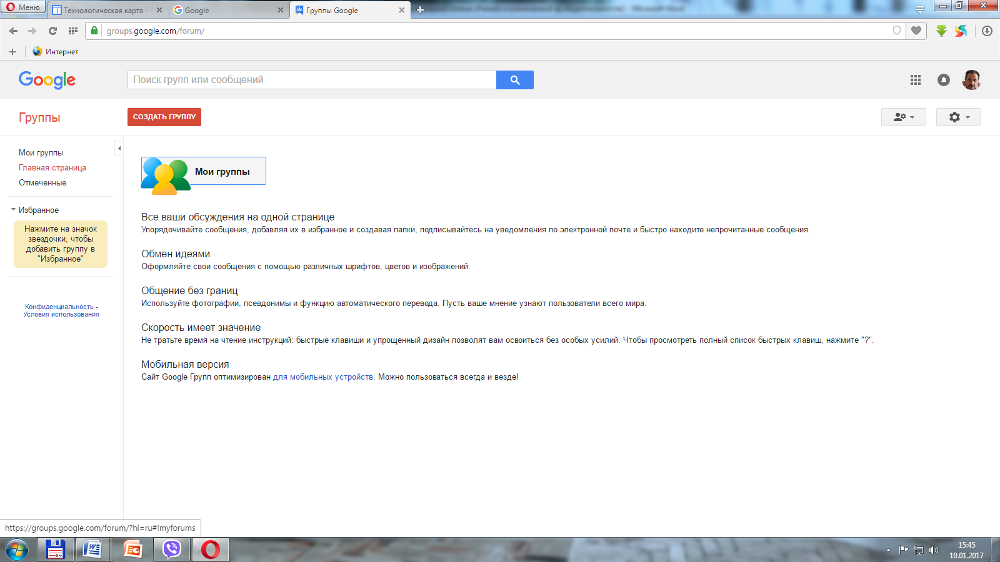 Меню
Технологическая карта -
Google
Группы Google
groups.google.com/forum/
Интернет
Google
Поиск групп или сообщений
Группы
СОЗДАТЬ ГРУППУ
Мои группы
Главная страница
Отмеченные
Избранное
Нажмите на значок
звездочки, чтобы
добавить группу в
"Избранное"
Конфиденциальность -
Условия использования
Мои группы
Все ваши обсуждения на одной странице
Упорядочивайте сообщения, добавляя их в избранное и создавая папки, подписывайтесь на уведомления по электронной почте и быстро находите непрочитанные сообщения.
Обмен идеями
Оформляйте свои сообщения с помощью различных шрифтов, цветов и изображений.
Общение без границ
Используйте фотографии, псевдонимы и функцию автоматического перевода. Пусть ваше мнение узнают пользователи всего мира.
Скорость имеет значение
Не тратьте время на чтение инструкций: быстрые клавиши и упрощенный дизайн позволят вам освоиться без особых усилий. Чтобы просмотреть полный список быстрых клавиш, нажмите "?".
Мобильная версия
Сайт Google Групп оптимизирован для мобильных устройств. Можно пользоваться всегда и везде!
https://groups.google.com/forum/?hl=ru#!myforums
64
15:45
10.01.2017